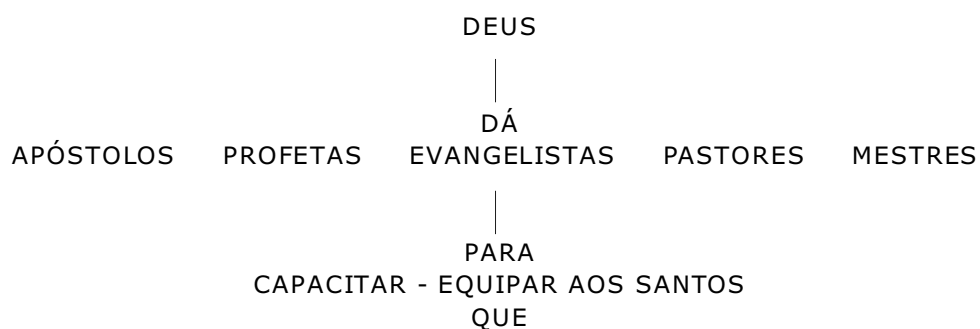 DEUS
DÁ
APÓSTOLOS PROFETAS EVANGELISTAS PASTORES MESTRES
PARA
CAPACITAR - EQUIPAR AOS SANTOS
QUE